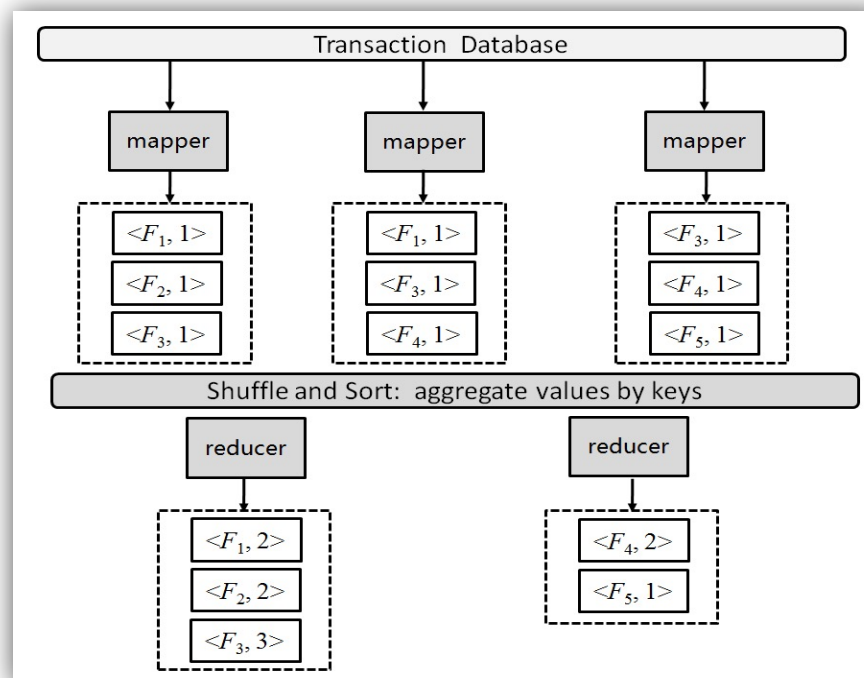 Transaction Database
mapper mapper mapper
<F₁, 1> <F₁, 1> <F₃, 1>
<F₂, 1> <F₃, 1> <F₄, 1>
<F₃, 1> <F₄, 1> <F₅, 1>
Shuffle and Sort: aggregate values by keys
reducer reducer
<F₁, 2> <F₄, 2>
<F₂, 2> <F₅, 1>
<F₃, 3>